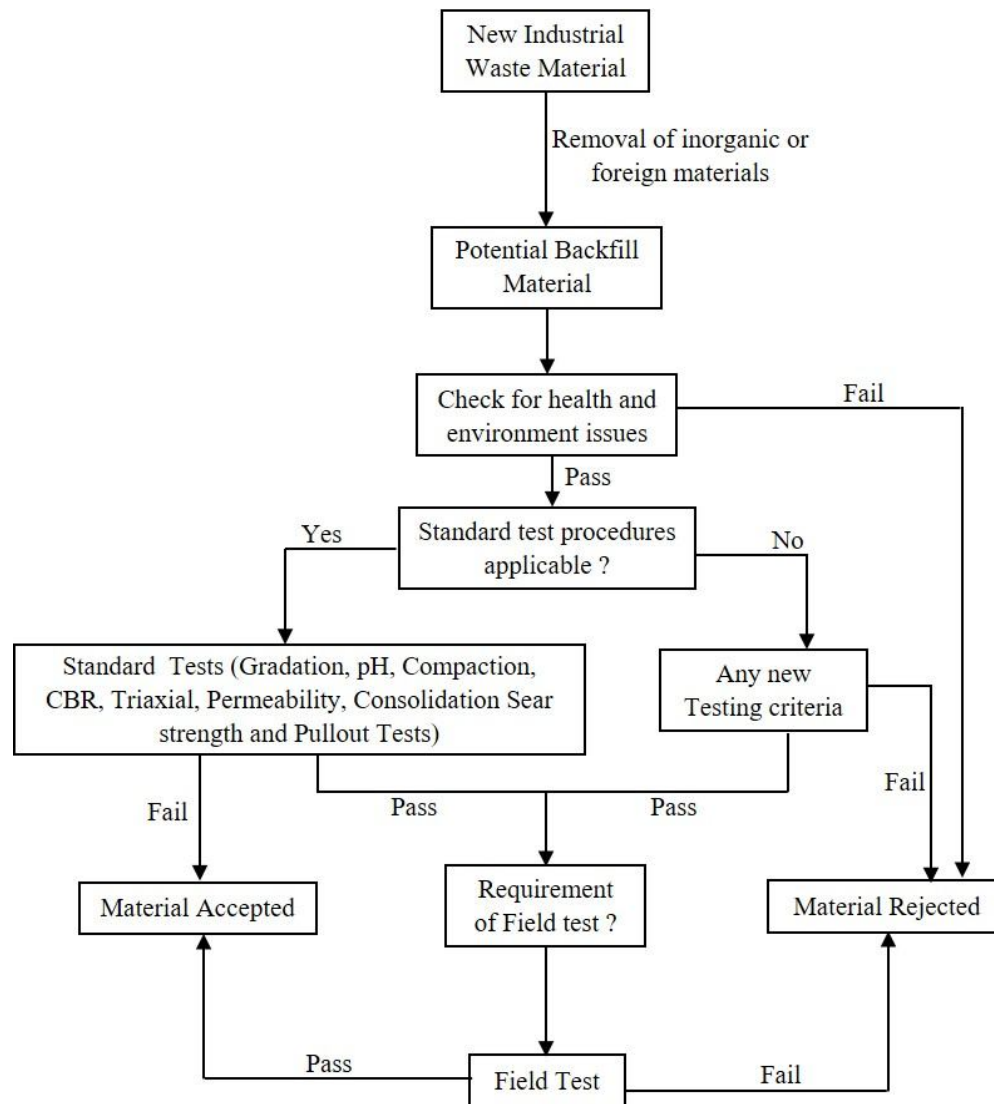 New Industrial
Waste Material
Removal of inorganic or
foreign materials
Potential Backfill
Material
Check for health and
environment issues
Fail
Pass
Standard test procedures
applicable ?
Yes
No
Standard Tests (Gradation, pH, Compaction,
CBR, Triaxial, Permeability, Consolidation Sear
strength and Pullout Tests)
Any new
Testing criteria
Fail
Pass
Pass
Fail
Material Accepted
Requirement
of Field test ?
Material Rejected
Pass
Field Test
Fail